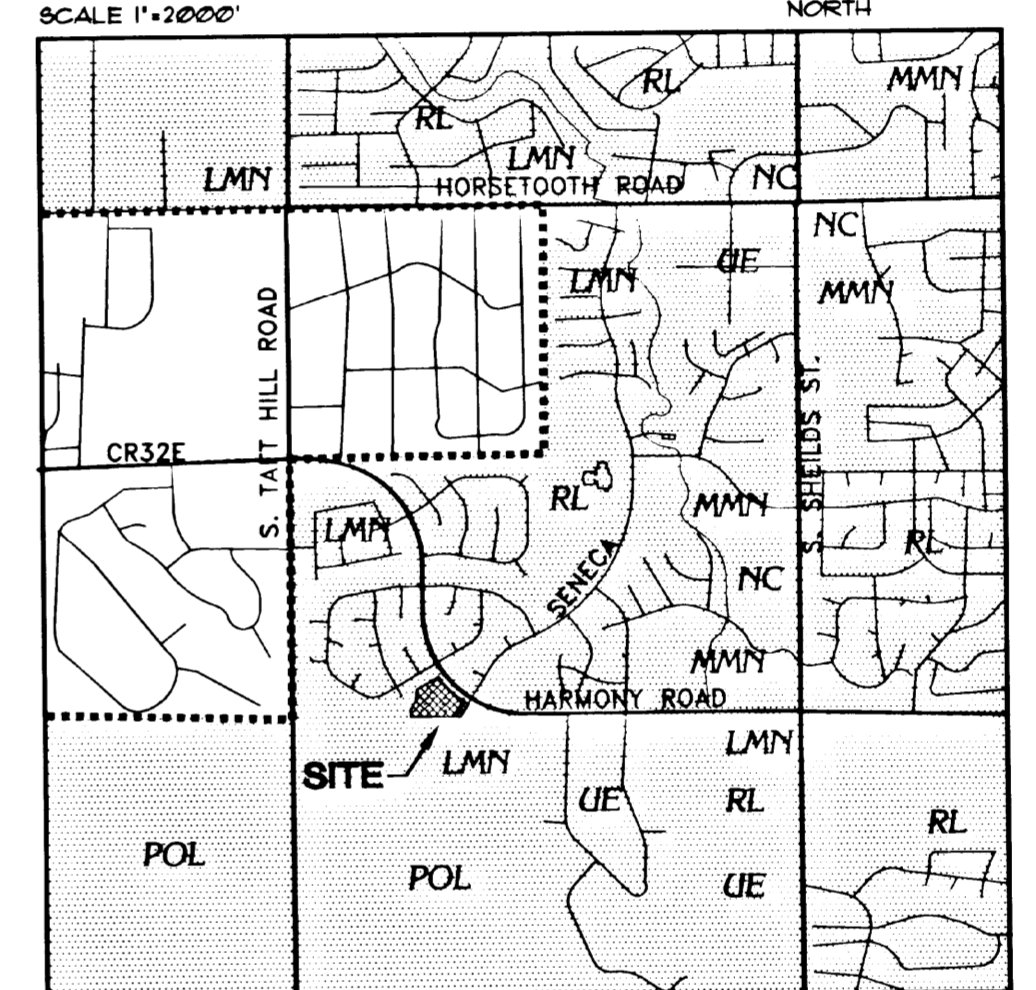 SCALE 1"=2000'
NORTH
RL
MMN
RL
LMN
LMN
HORSETOOTH ROAD
NC
NC
UE
LMN
MMN
S. TAFT HILL ROAD
S. SHEILDS ST.
CR32E
RL
MMN
LMN
RL
SENECA
NC
MMN
HARMONY ROAD
LMN
LMN
SITE
UE
RL
RL
POL
POL
UE